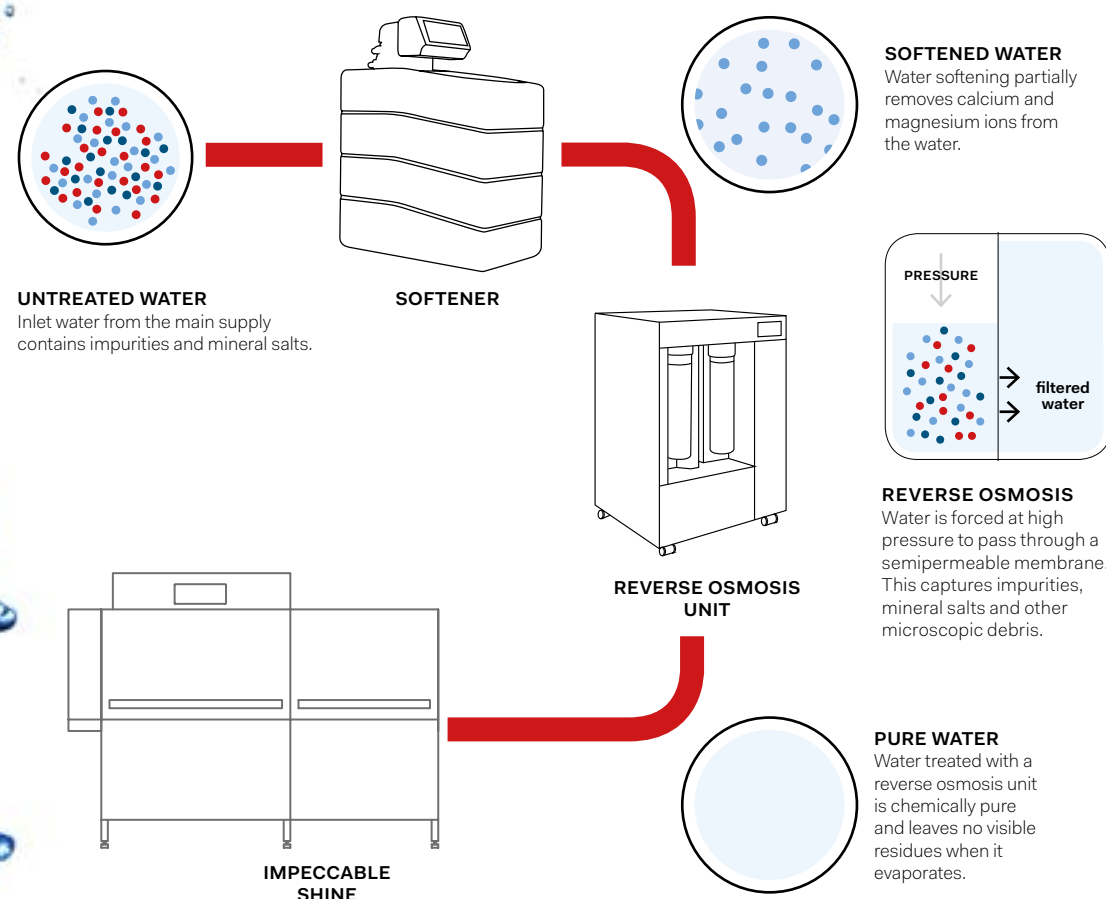 UNTREATED WATER
Inlet water from the main supply
contains impurities and mineral salts.
SOFTENER
SOFTENED WATER
Water softening partially
removes calcium and
magnesium ions from
the water.
PRESSURE
filtered
water
REVERSE OSMOSIS
Water is forced at high
pressure to pass through a
semipermeable membrane.
This captures impurities,
mineral salts and other
microscopic debris.
REVERSE OSMOSIS
UNIT
PURE WATER
Water treated with a
reverse osmosis unit
is chemically pure
and leaves no visible
residues when it
evaporates.
IMPECCABLE
SHINE